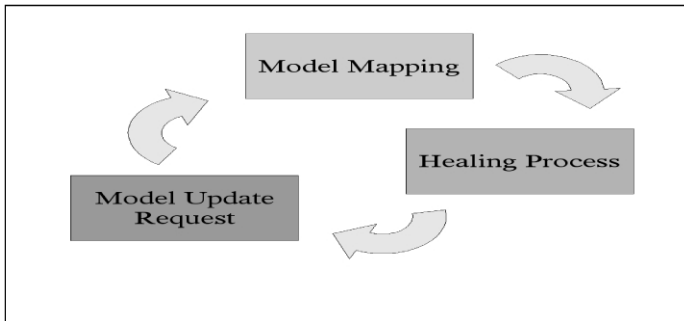 Model Mapping
Healing Process
Model Update
Request